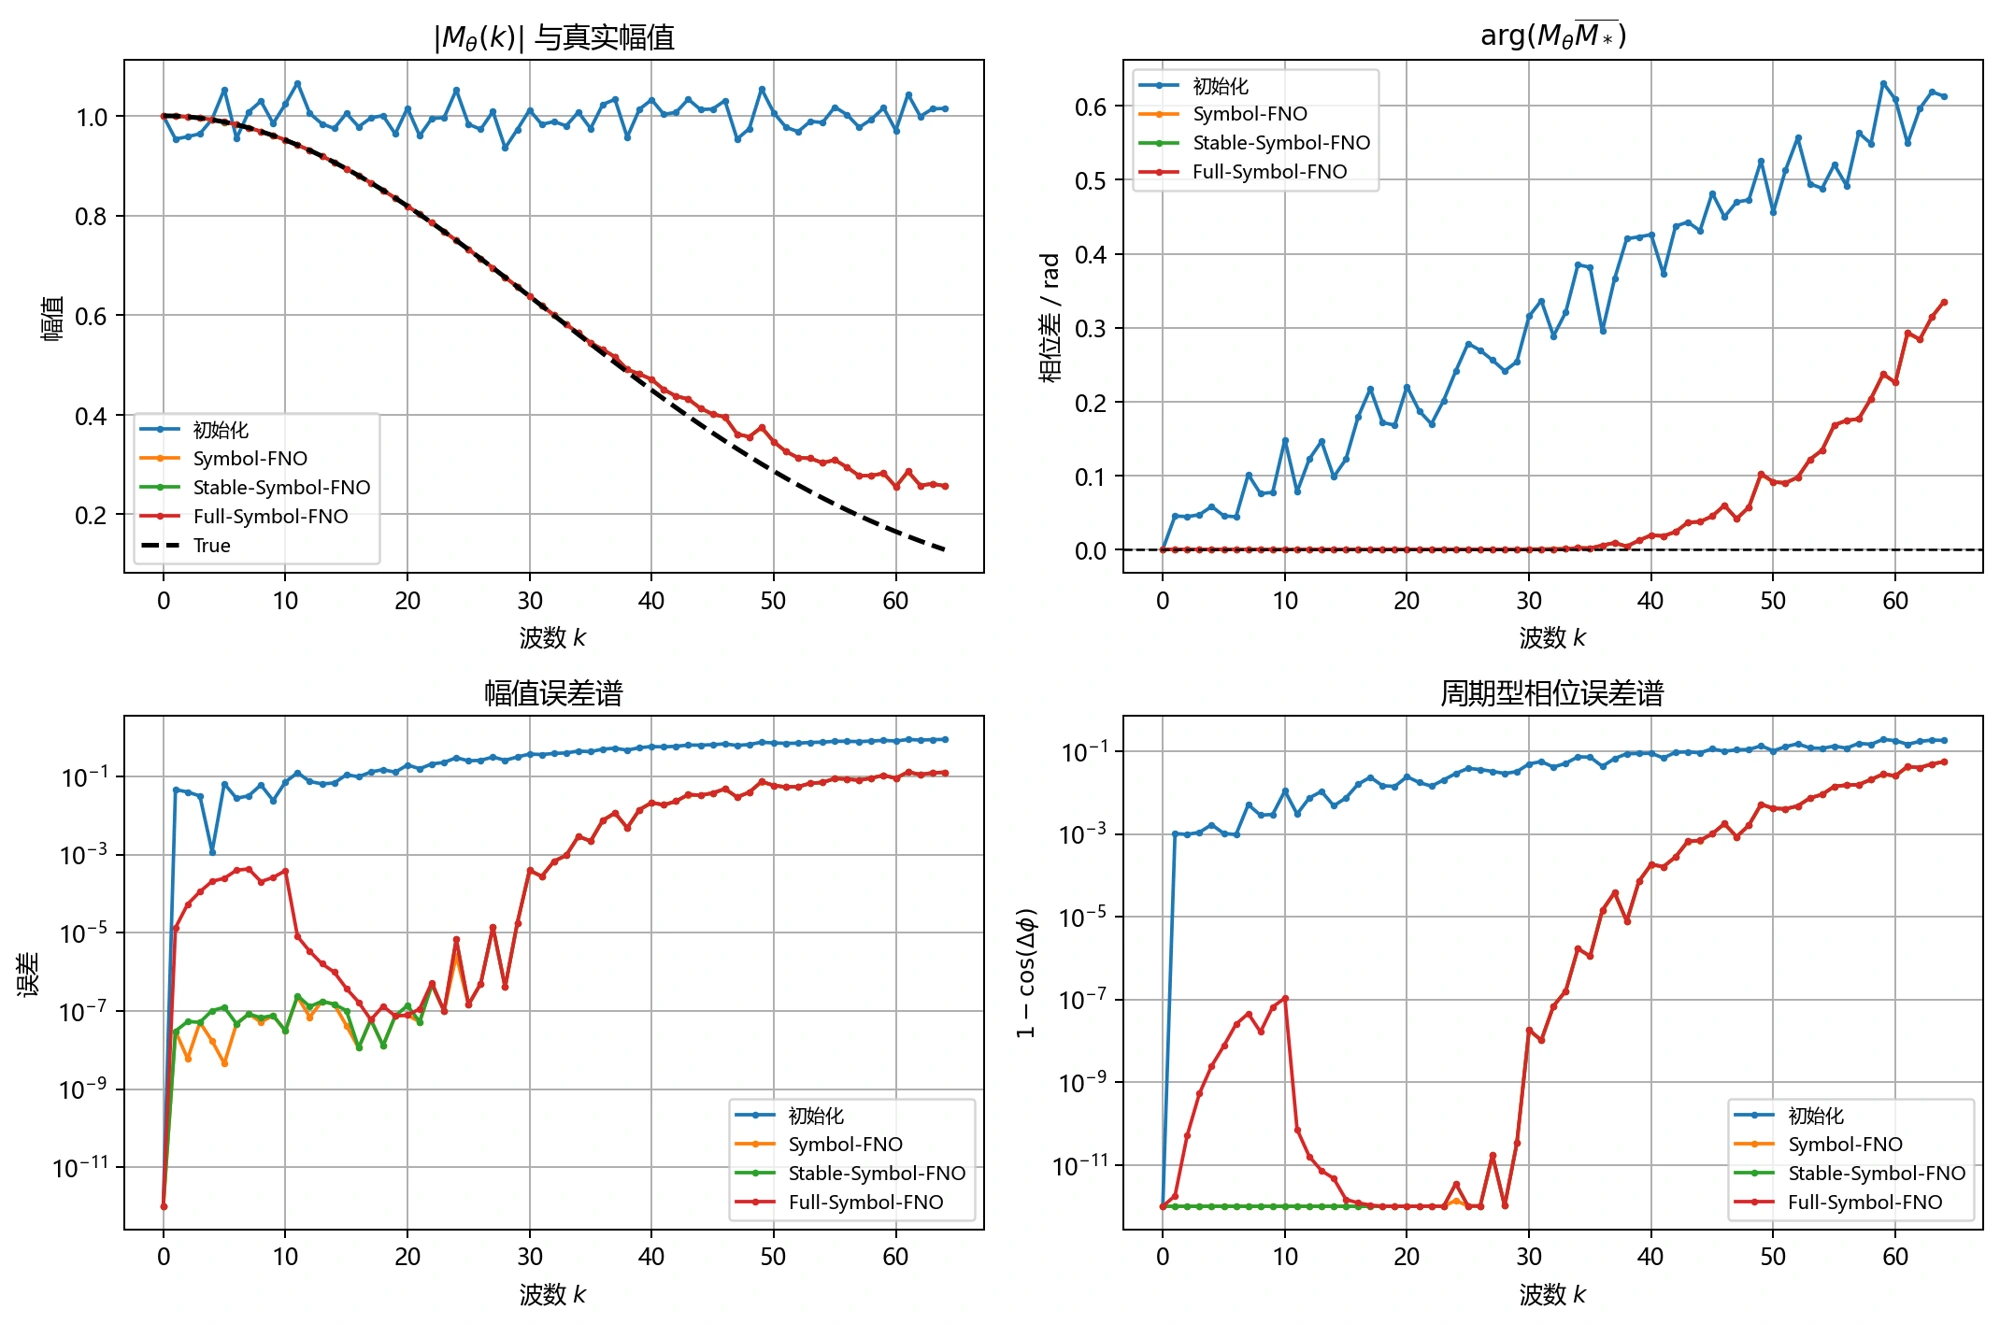 |M_θ(k)| 与真实幅值
幅值
1.0
0.8
0.6
0.4
0.2
初始化
Symbol-FNO
Stable-Symbol-FNO
Full-Symbol-FNO
True
0 10 20 30 40 50 60
波数 k
arg(M_θM̅_*)
相位差 / rad
0.6
0.5
0.4
0.3
0.2
0.1
0.0
初始化
Symbol-FNO
Stable-Symbol-FNO
Full-Symbol-FNO
0 10 20 30 40 50 60
波数 k
幅值误差谱
误差
10⁻¹
10⁻³
10⁻⁵
10⁻⁷
10⁻⁹
10⁻¹¹
初始化
Symbol-FNO
Stable-Symbol-FNO
Full-Symbol-FNO
0 10 20 30 40 50 60
波数 k
周期型相位误差谱
1 − cos(Δϕ)
10⁻¹
10⁻³
10⁻⁵
10⁻⁷
10⁻⁹
10⁻¹¹
初始化
Symbol-FNO
Stable-Symbol-FNO
Full-Symbol-FNO
0 10 20 30 40 50 60
波数 k